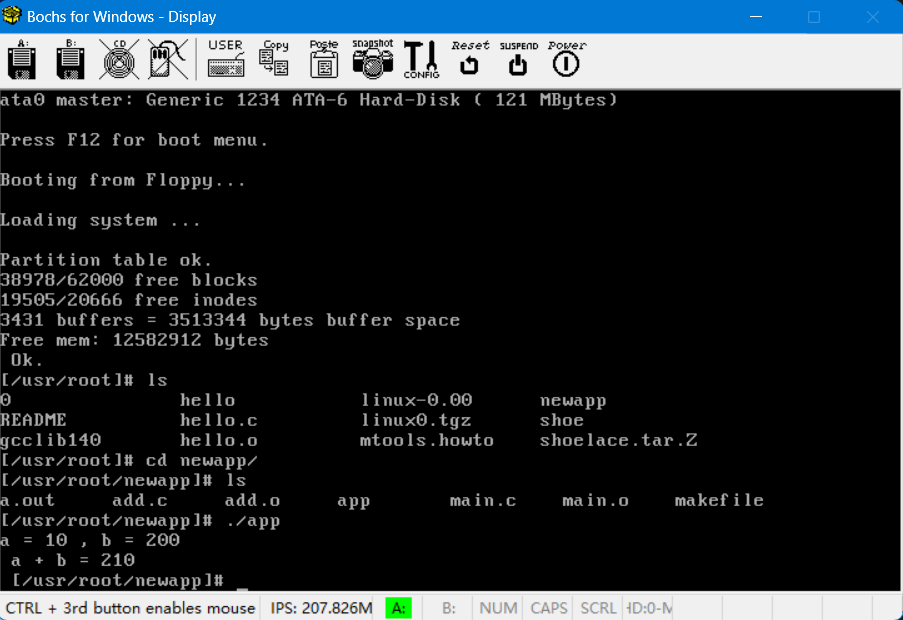 Bochs for Windows - Display
A: B: CD USER Copy Paste snapshot CONFIG Reset SUSPEND Power
ata0 master: Generic 1234 ATA-6 Hard-Disk ( 121 MBytes)
Press F12 for boot menu.
Booting from Floppy...
Loading system ...
Partition table ok.
38978/62000 free blocks
19505/20666 free inodes
3431 buffers = 3513344 bytes buffer space
Free mem: 12582912 bytes
Ok.
[/usr/root]# ls
0 hello linux-0.00 newapp
README hello.c linux0.tgz shoe
gcclib140 hello.o mtools.howto shoelace.tar.Z
[/usr/root]# cd newapp/
[/usr/root/newapp]# ls
a.out add.c add.o app main.c main.o makefile
[/usr/root/newapp]# ./app
a = 10 , b = 200
a + b = 210
[/usr/root/newapp]# _
CTRL + 3rd button enables mouse IPS: 207.826M A: B: NUM CAPS SCRL HD:0-M